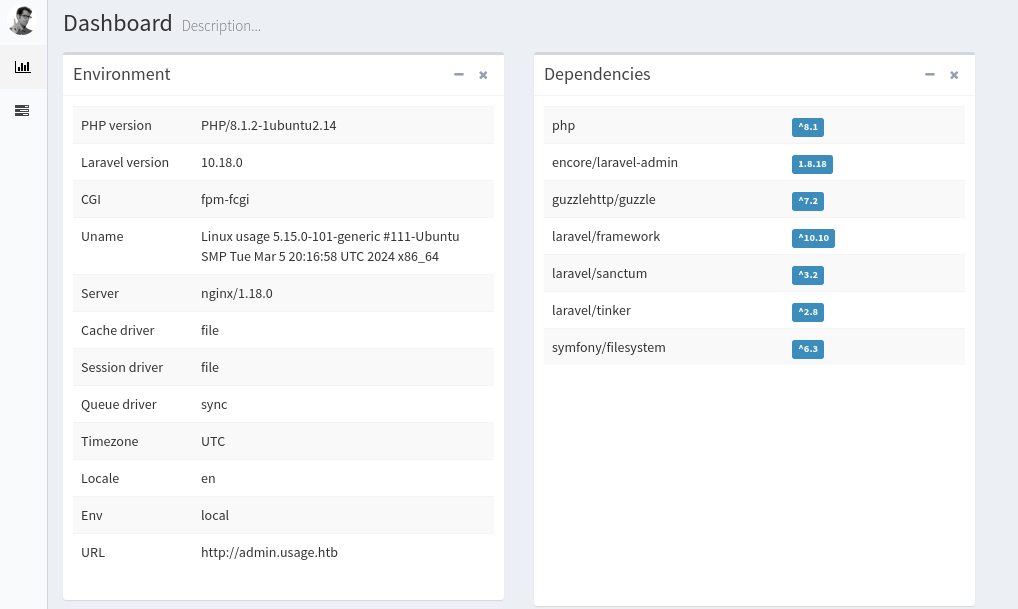 Dashboard Description...
Environment
PHP version PHP/8.1.2-1ubuntu2.14
Laravel version 10.18.0
CGI fpm-fcgi
Uname Linux usage 5.15.0-101-generic #111-Ubuntu
SMP Tue Mar 5 20:16:58 UTC 2024 x86_64
Server nginx/1.18.0
Cache driver file
Session driver file
Queue driver sync
Timezone UTC
Locale en
Env local
URL http://admin.usage.htb
Dependencies
php ^8.1
encore/laravel-admin 1.8.18
guzzlehttp/guzzle ^7.2
laravel/framework ^10.10
laravel/sanctum ^3.2
laravel/tinker ^2.8
symfony/filesystem ^6.3